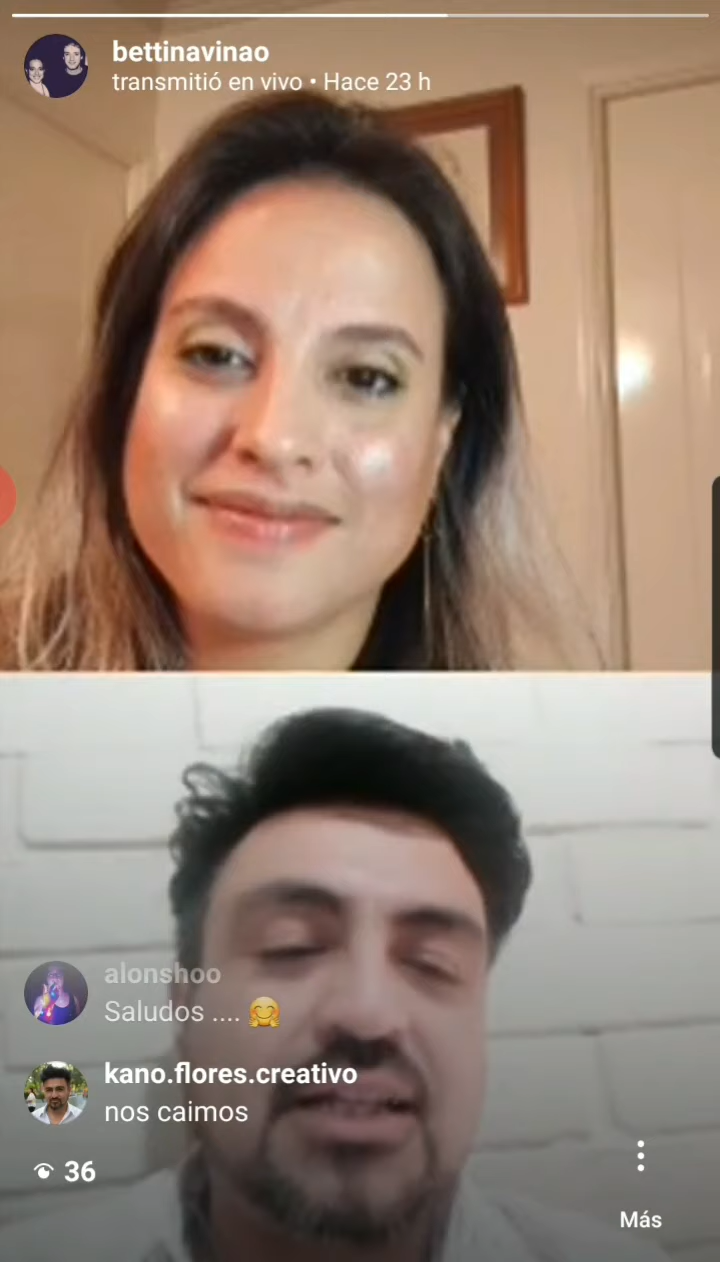 bettinavinao
transmitió en vivo • Hace 23 h
alonshoo
Saludos .... 🤗
kano.flores.creativo
nos caimos
36
Más